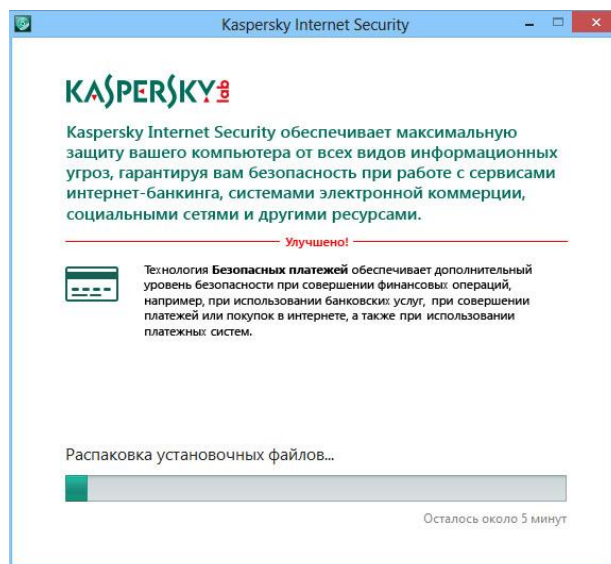 Kaspersky Internet Security
KASPERSKY lab
Kaspersky Internet Security обеспечивает максимальную
защиту вашего компьютера от всех видов информационных
угроз, гарантируя вам безопасность при работе с сервисами
интернет-банкинга, системами электронной коммерции,
социальными сетями и другими ресурсами.
Улучшено!
Технология Безопасных платежей обеспечивает дополнительный
уровень безопасности при совершении финансовых операций,
например, при использовании банковских услуг, при совершении
платежей или покупок в интернете, а также при использовании
платежных систем.
Распаковка установочных файлов...
Осталось около 5 минут